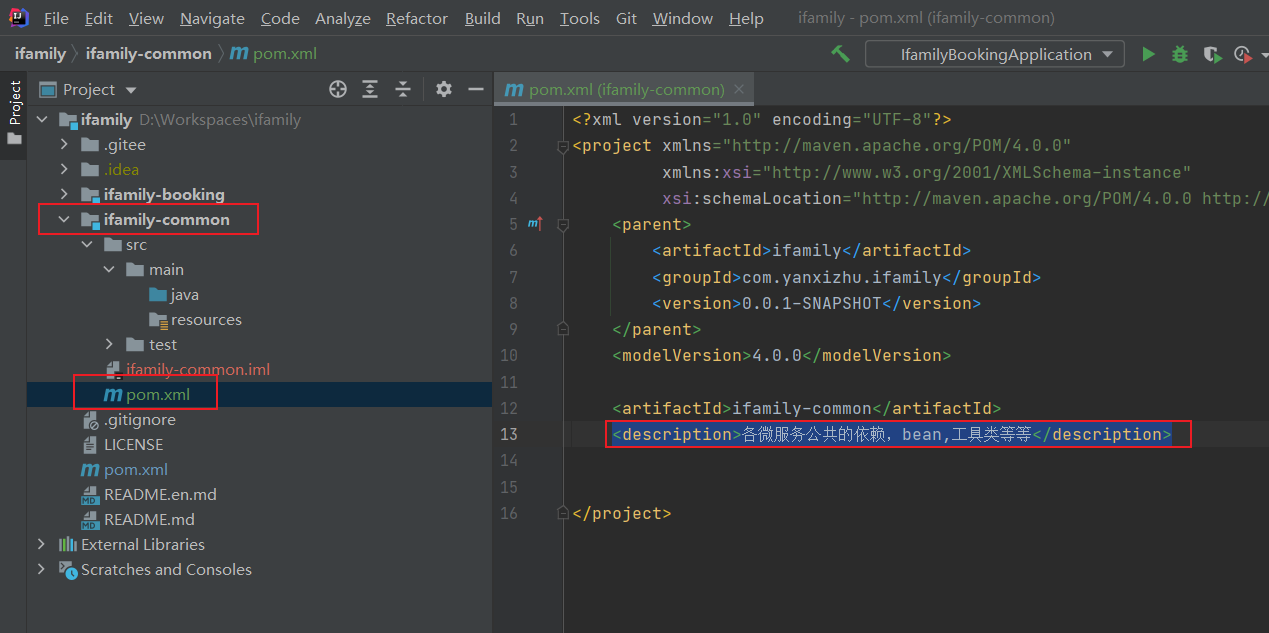 File Edit View Navigate Code Analyze Refactor Build Run Tools Git Window Help ifamily - pom.xml (ifamily-common)
ifamily ifamily-common m pom.xml IfamilyBookingApplication
Project
Project
m pom.xml (ifamily-common)
ifamily D:\Workspaces\ifamily
.gitee
.idea
ifamily-booking
ifamily-common
src
main
java
resources
test
ifamily-common.iml
m pom.xml
.gitignore
LICENSE
m pom.xml
README.en.md
README.md
External Libraries
Scratches and Consoles
1 <?xml version="1.0" encoding="UTF-8"?>
2 <project xmlns="http://maven.apache.org/POM/4.0.0"
3 xmlns:xsi="http://www.w3.org/2001/XMLSchema-instance"
4 xsi:schemaLocation="http://maven.apache.org/POM/4.0.0 http:/
5 m <parent>
6 <artifactId>ifamily</artifactId>
7 <groupId>com.yanxizhu.ifamily</groupId>
8 <version>0.0.1-SNAPSHOT</version>
9 </parent>
10 <modelVersion>4.0.0</modelVersion>
11
12 <artifactId>ifamily-common</artifactId>
13 <description>各微服务公共的依赖，bean,工具类等等</description>
14
15
16 </project>